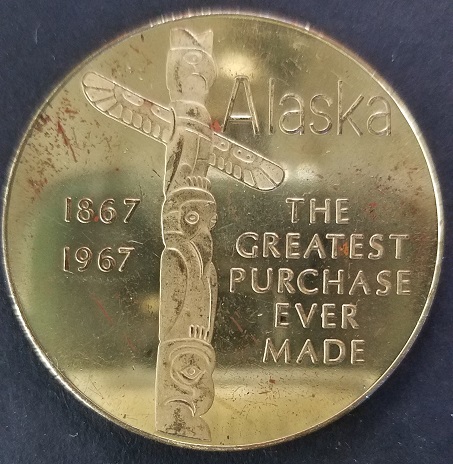 Alaska
1867
1967
THE
GREATEST
PURCHASE
EVER
MADE